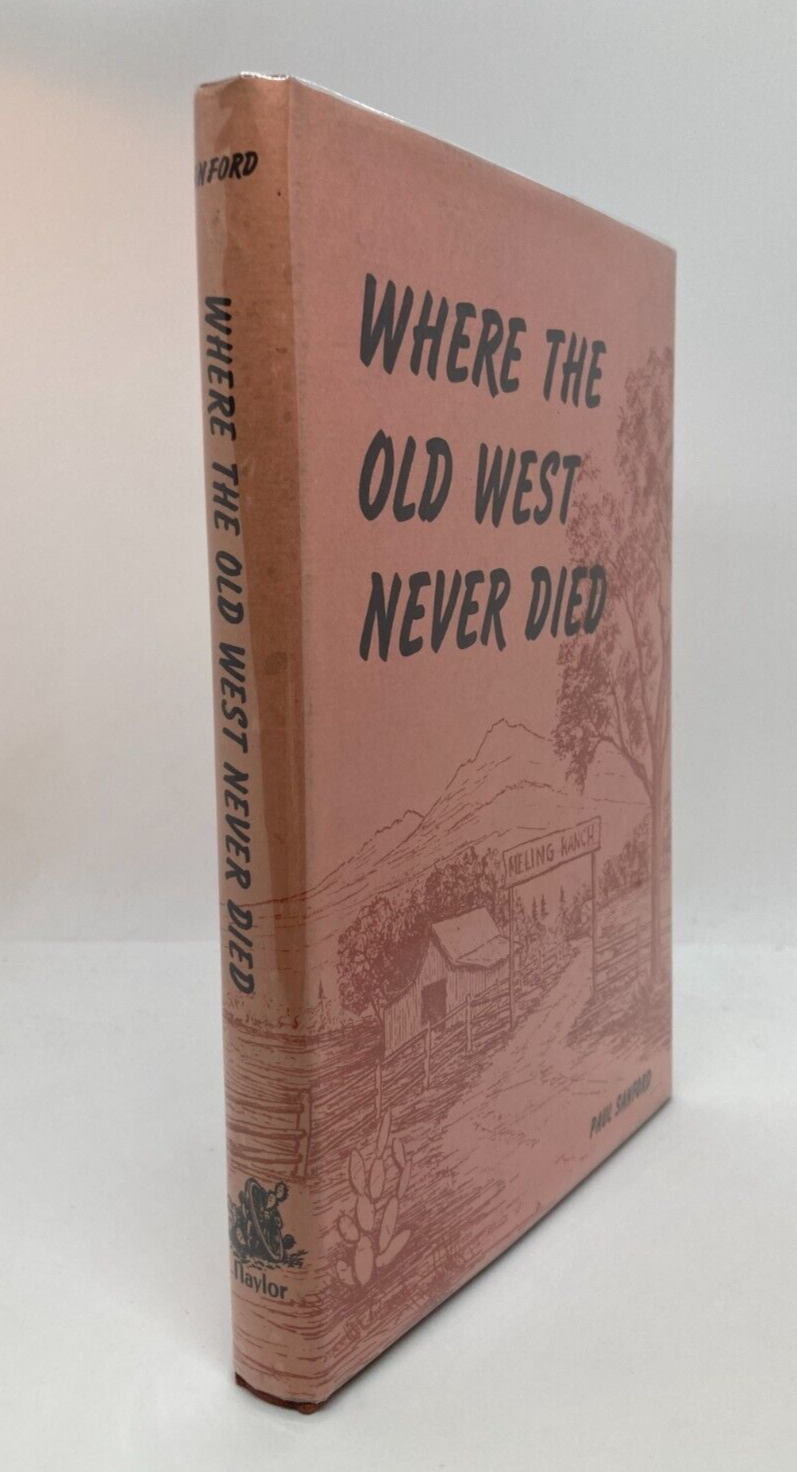 NFORD
WHERE THE OLD WEST NEVER DIED
Naylor
WHERE THE
OLD WEST
NEVER DIED
MELING RANCH
PAUL SANFORD